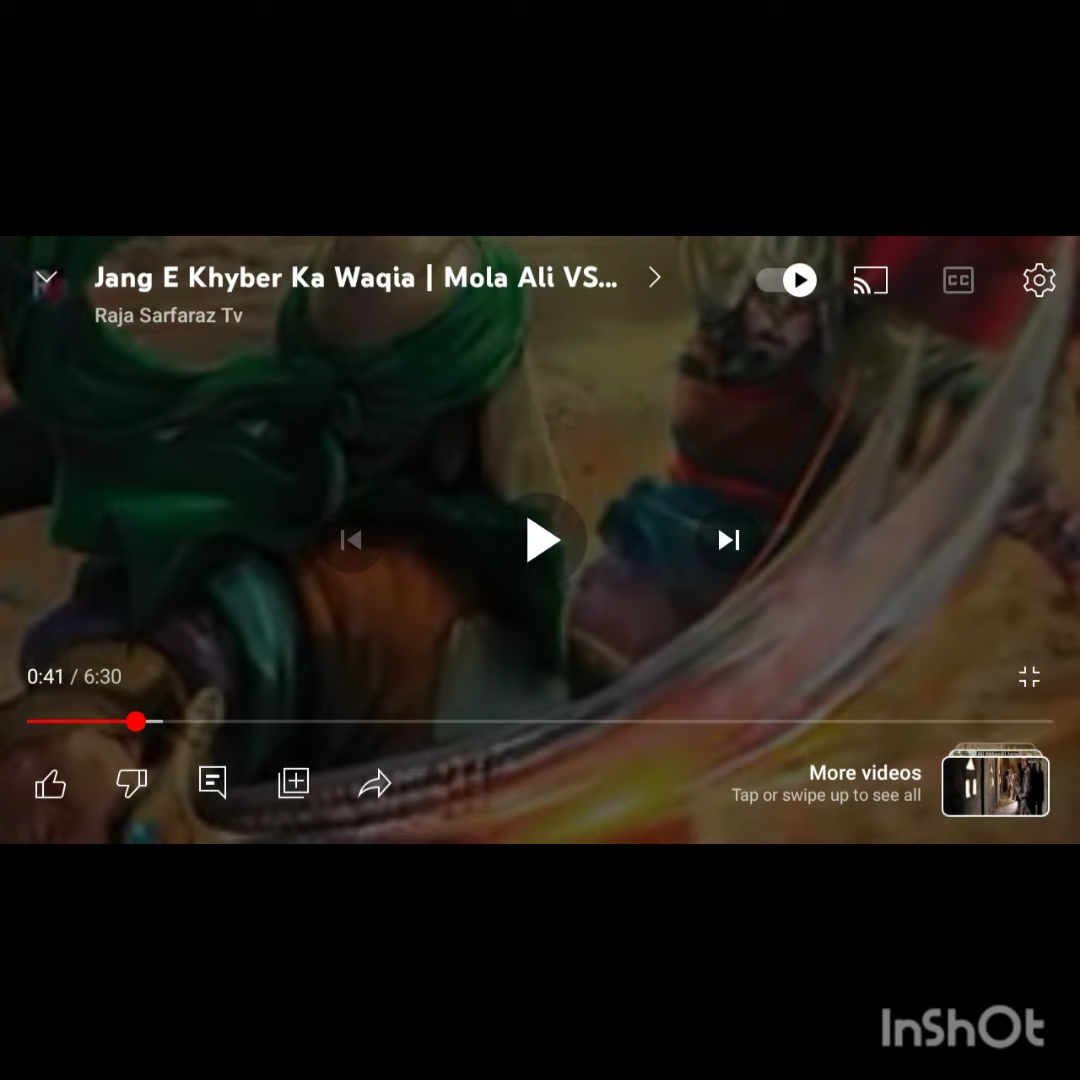 Jang E Khyber Ka Waqia | Mola Ali VS...
Raja Sarfaraz Tv
CC
0:41 / 6:30
More videos
Tap or swipe up to see all
InShOt